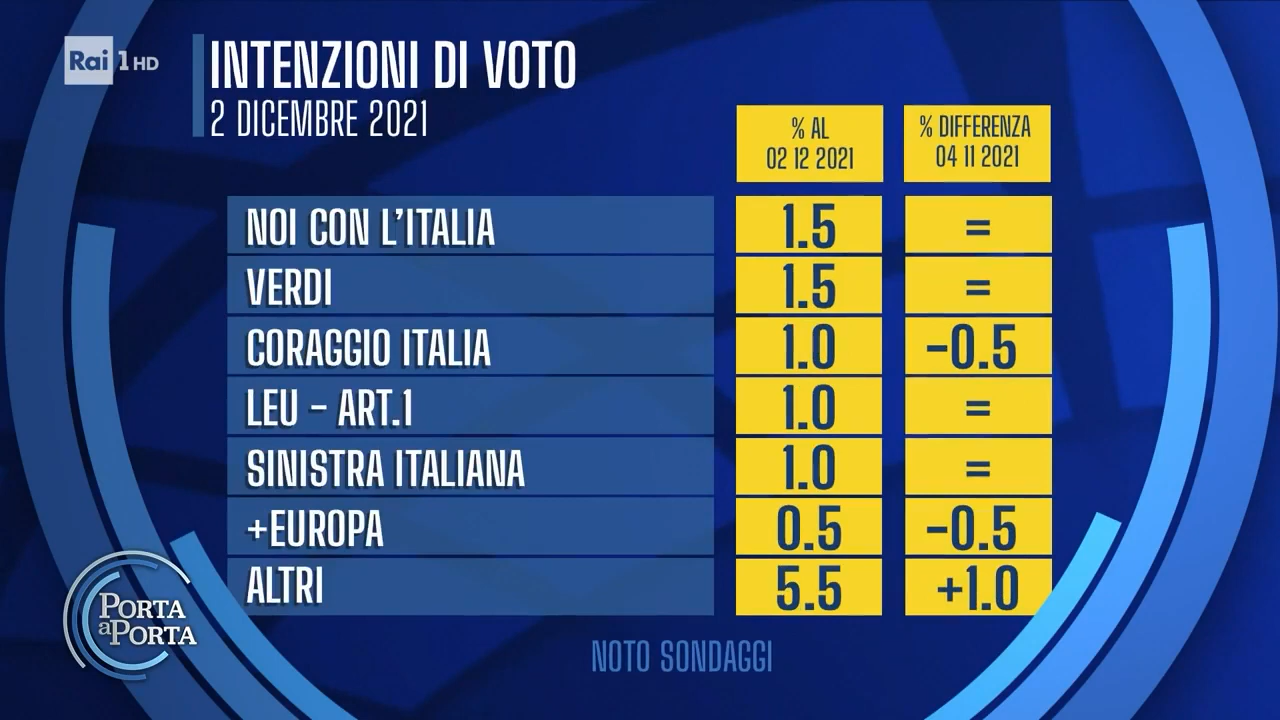 Rai 1 HD
INTENZIONI DI VOTO
2 DICEMBRE 2021
% AL
02 12 2021
% DIFFERENZA
04 11 2021
NOI CON L'ITALIA 1.5 =
VERDI 1.5 =
CORAGGIO ITALIA 1.0 -0.5
LEU - ART.1 1.0 =
SINISTRA ITALIANA 1.0 =
+EUROPA 0.5 -0.5
ALTRI 5.5 +1.0
PORTA
a PORTA
NOTO SONDAGGI